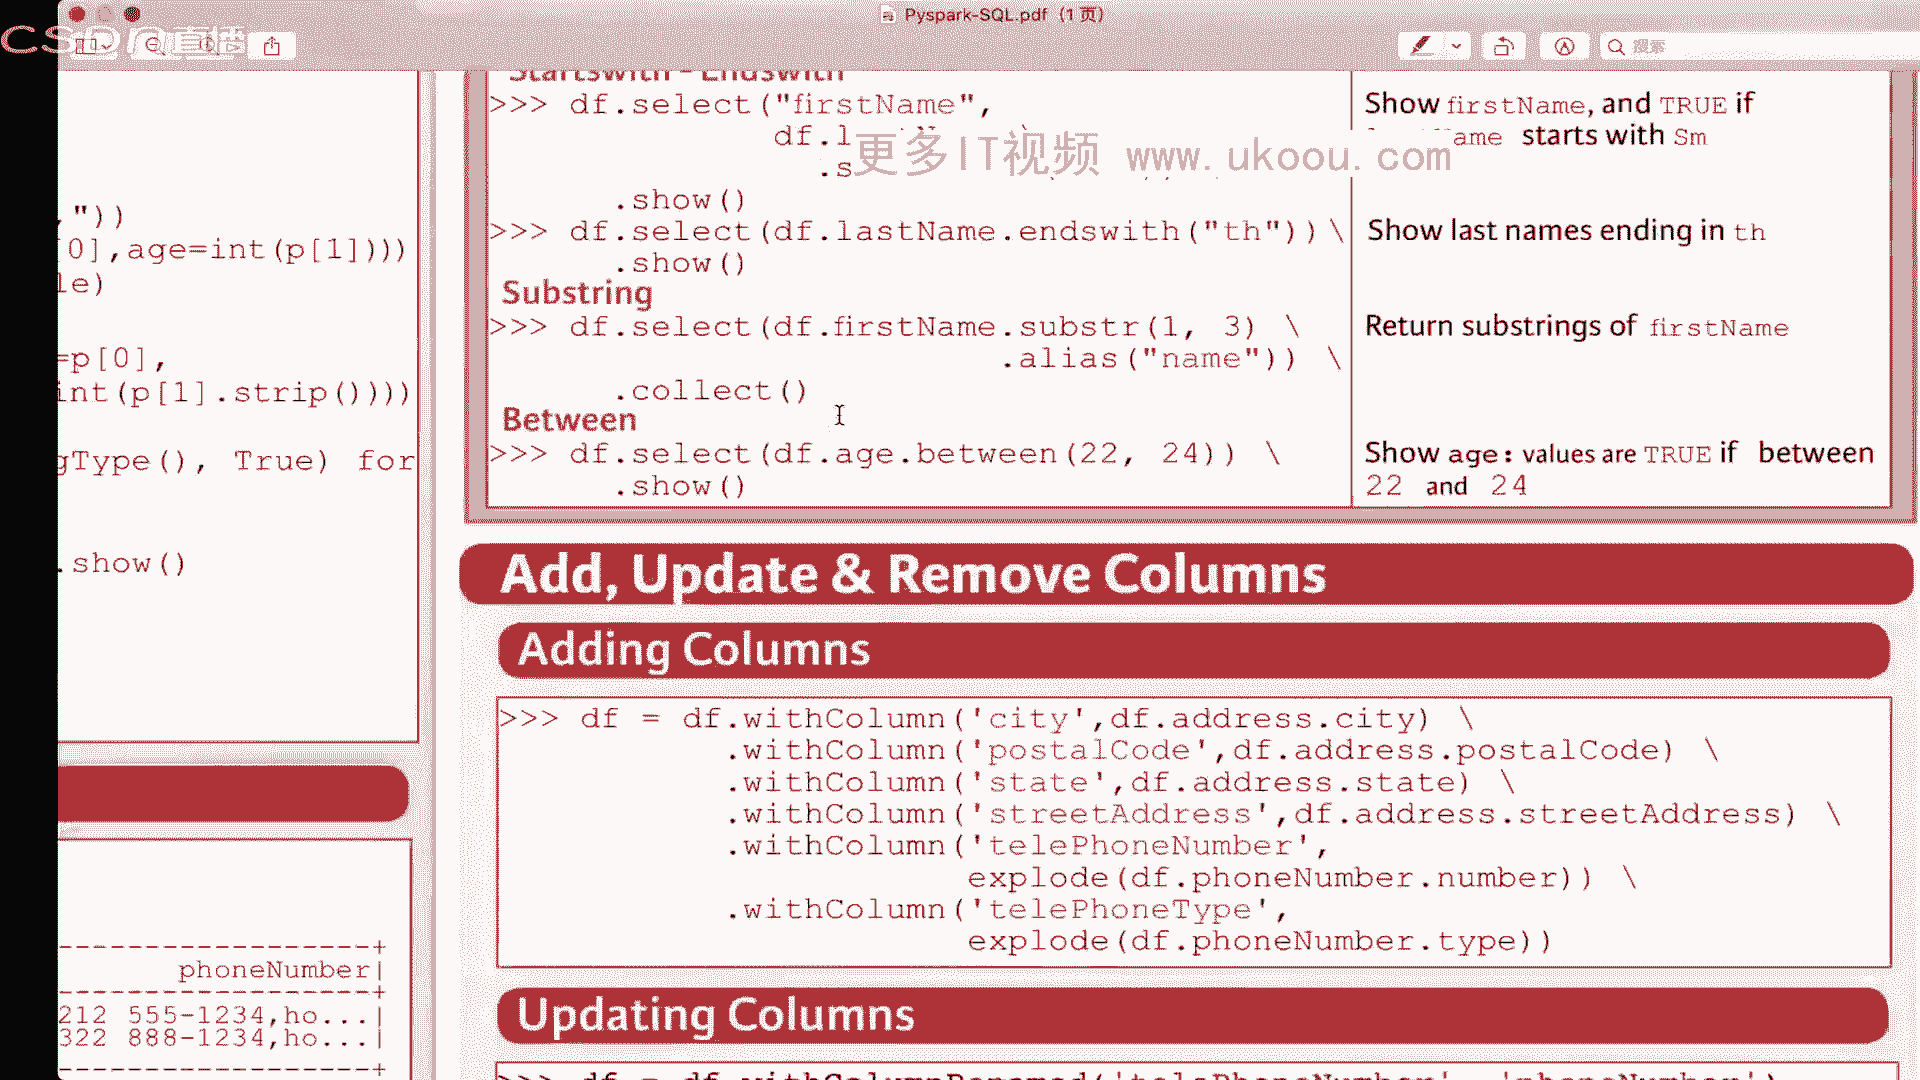 Pyspark-SQL.pdf (1 页)
CSDN直播
搜索
更多IT视频 www.ukoou.com
,"))
[0],age=int(p[1])))
le)
=p[0],
int(p[1].strip())))
gType(), True) for
.show()
phoneNumber|
212 555-1234,ho...|
322 888-1234,ho...|
Startswith - Endswith
>>> df.select("firstName",
df.l
.s
.show()
>>> df.select(df.lastName.endswith("th"))\
.show()
Substring
>>> df.select(df.firstName.substr(1, 3) \
.alias("name")) \
.collect()
Between
>>> df.select(df.age.between(22, 24)) \
.show()
Show firstName, and TRUE if
starts with Sm
Show last names ending in th
Return substrings of firstName
Show age: values are TRUE if between
22 and 24
Add, Update & Remove Columns
Adding Columns
>>> df = df.withColumn('city',df.address.city) \
.withColumn('postalCode',df.address.postalCode) \
.withColumn('state',df.address.state) \
.withColumn('streetAddress',df.address.streetAddress) \
.withColumn('telePhoneNumber',
explode(df.phoneNumber.number)) \
.withColumn('telePhoneType',
explode(df.phoneNumber.type))
Updating Columns
>>> df = df.withColumnRenamed('telePhoneNumber', 'phoneNumber')